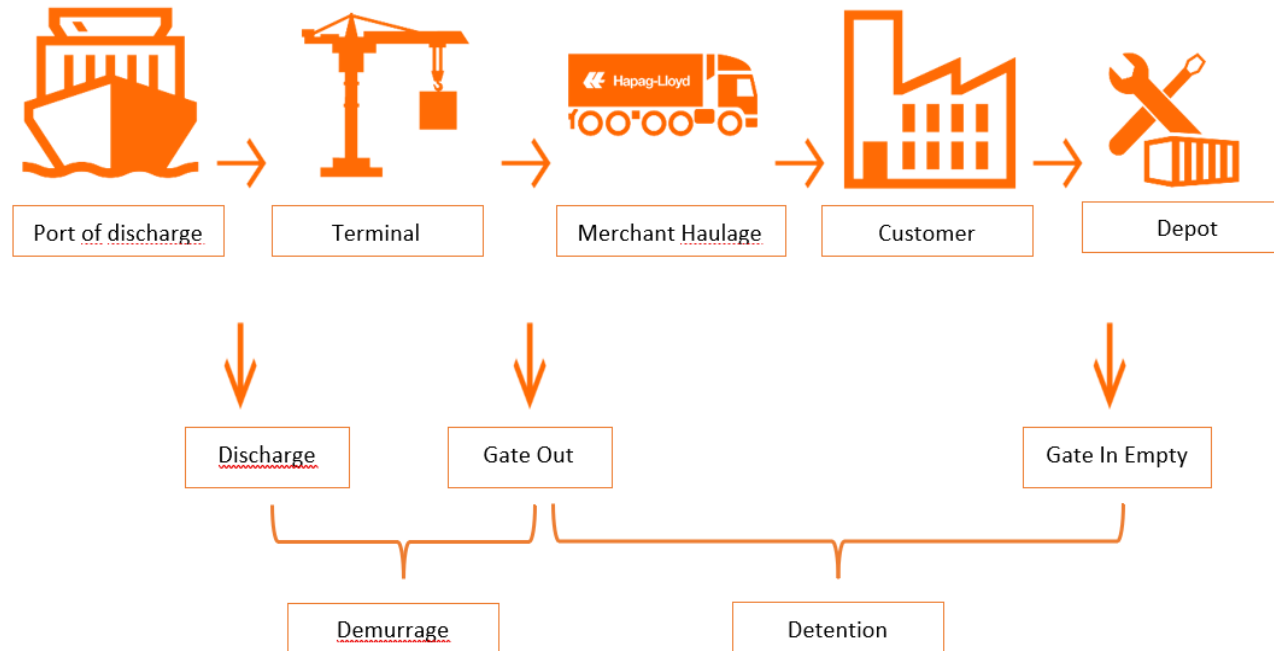 Hapag-Lloyd
Port of discharge
Terminal
Merchant Haulage
Customer
Depot
Discharge
Gate Out
Gate In Empty
Demurrage
Detention